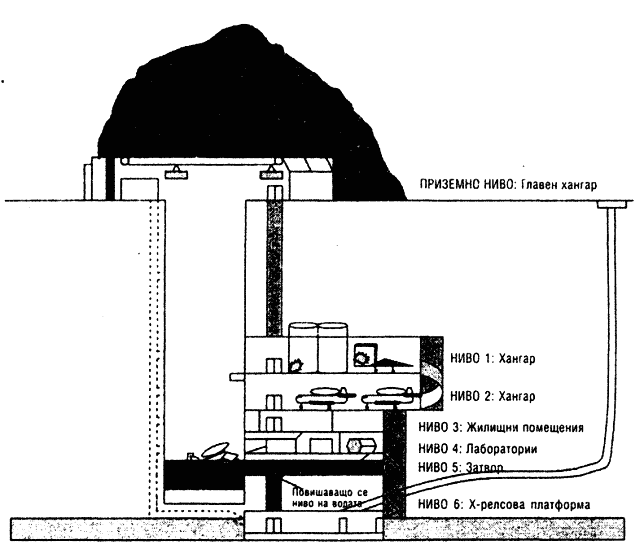 ПРИЗЕМНО НИВО: Главен хангар
НИВО 1: Хангар
НИВО 2: Хангар
НИВО 3: Жилищни помещения
НИВО 4: Лаборатории
НИВО 5: Затвор
Повишаващо се
ниво на водата
НИВО 6: Х-релсова платформа